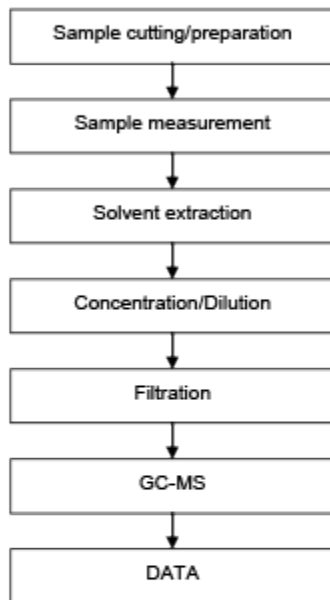 Sample cutting/preparation
Sample measurement
Solvent extraction
Concentration/Dilution
Filtration
GC-MS
DATA